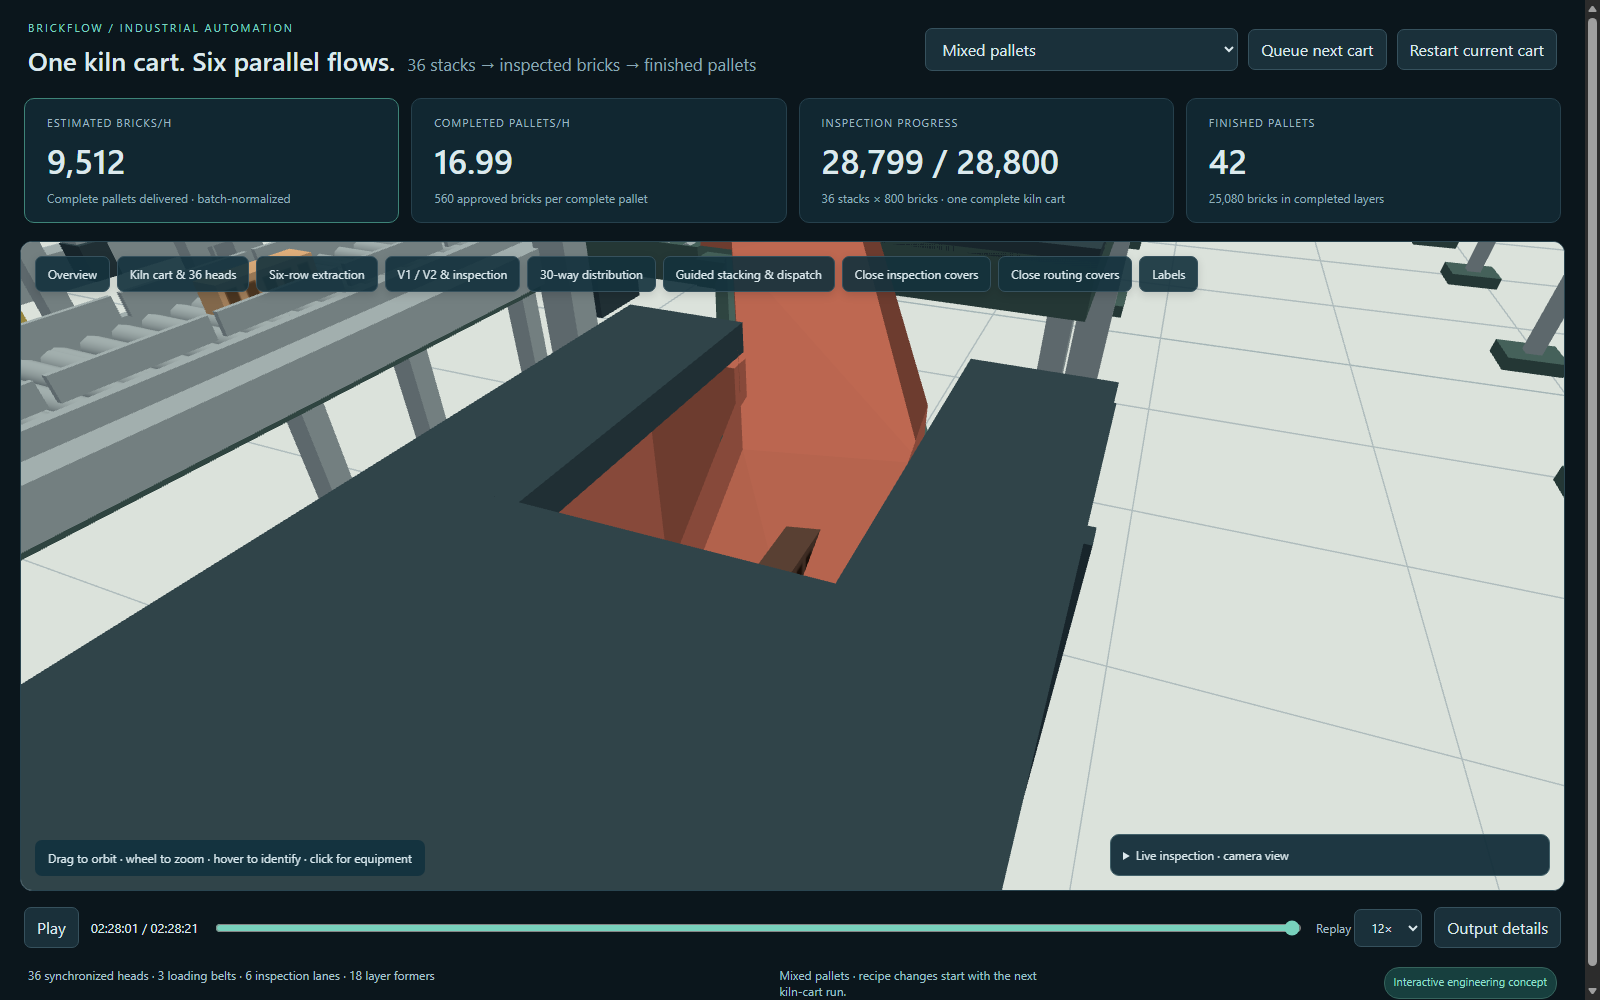 BRICKFLOW / INDUSTRIAL AUTOMATION
One kiln cart. Six parallel flows. 36 stacks → inspected bricks → finished pallets
Mixed pallets
Queue next cart
Restart current cart
ESTIMATED BRICKS/H
9,512
Complete pallets delivered · batch-normalized
COMPLETED PALLETS/H
16.99
560 approved bricks per complete pallet
INSPECTION PROGRESS
28,799 / 28,800
36 stacks × 800 bricks · one complete kiln cart
FINISHED PALLETS
42
25,080 bricks in completed layers
Overview
Kiln cart & 36 heads
Six-row extraction
V1 / V2 & inspection
30-way distribution
Guided stacking & dispatch
Close inspection covers
Close routing covers
Labels
Drag to orbit · wheel to zoom · hover to identify · click for equipment
▶ Live inspection · camera view
Play
02:28:01 / 02:28:21
Replay
12×
Output details
36 synchronized heads · 3 loading belts · 6 inspection lanes · 18 layer formers
Mixed pallets · recipe changes start with the next
kiln-cart run.
Interactive engineering concept